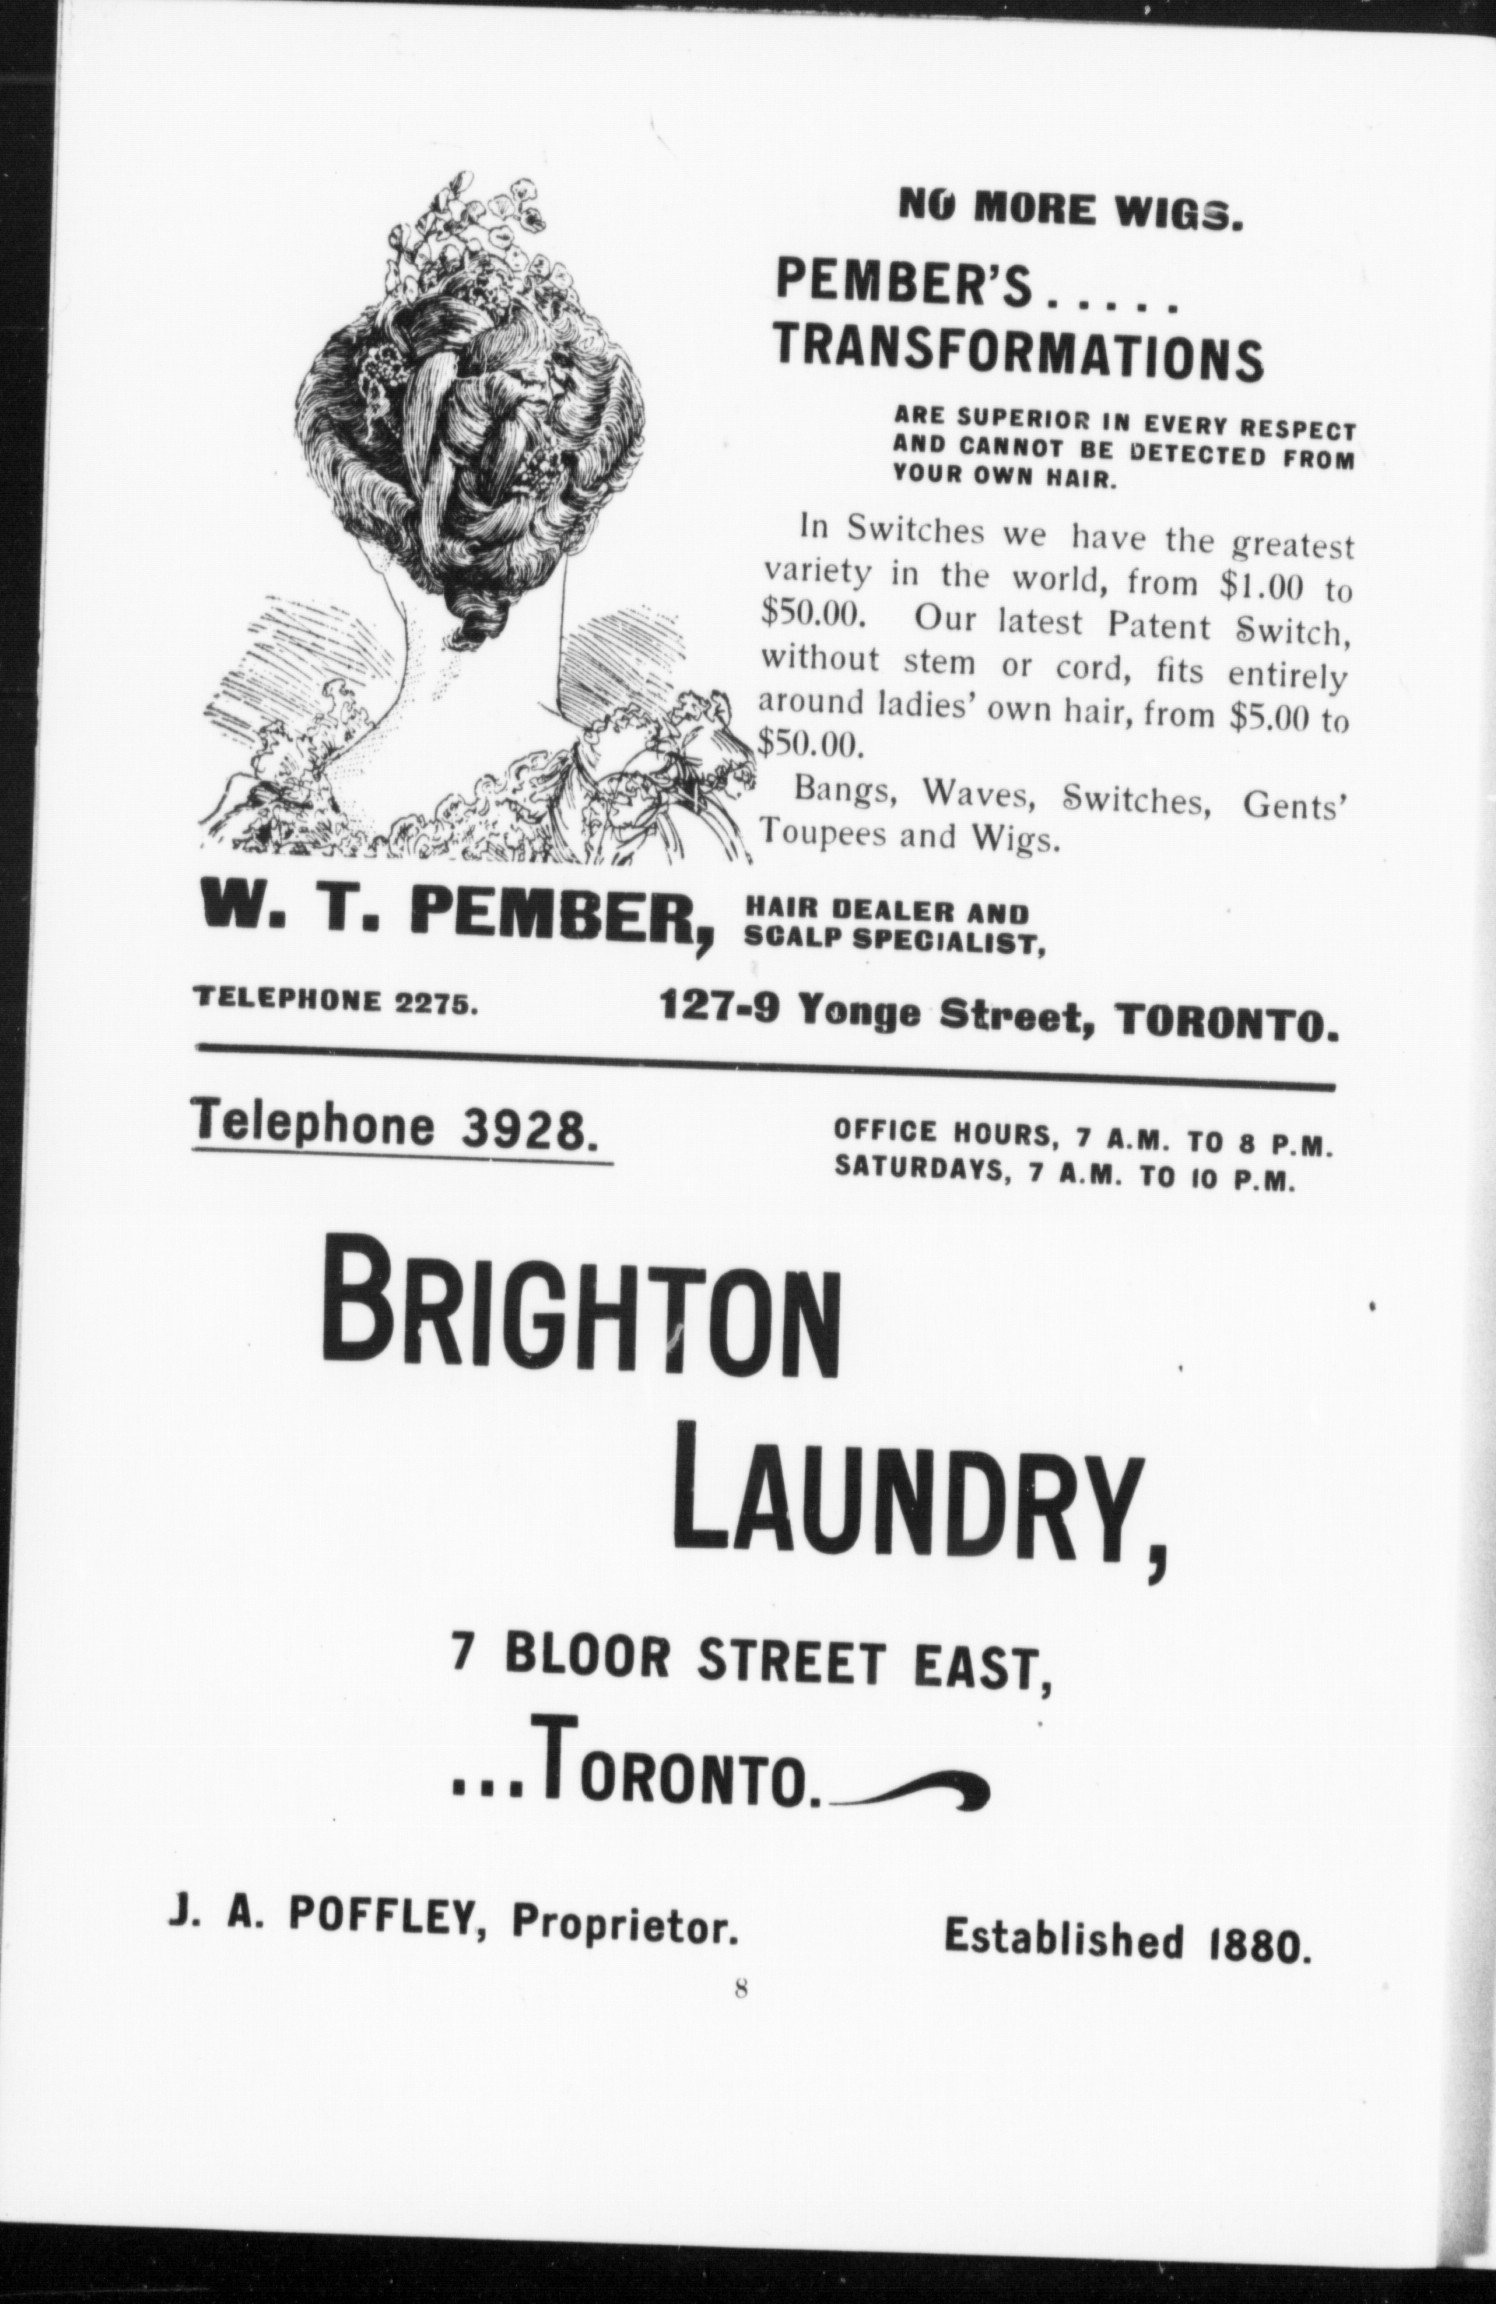 NO MORE WIGS.
PEMBER'S.....
TRANSFORMATIONS
ARE SUPERIOR IN EVERY RESPECT
AND CANNOT BE DETECTED FROM
YOUR OWN HAIR.
In Switches we have the greatest
variety in the world, from $1.00 to
$50.00. Our latest Patent Switch,
without stem or cord, fits entirely
around ladies' own hair, from $5.00 to
$50.00.
Bangs, Waves, Switches, Gents'
Toupees and Wigs.
W. T. PEMBER, HAIR DEALER AND
SCALP SPECIALIST,
TELEPHONE 2275. 127-9 Yonge Street, TORONTO.
Telephone 3928. OFFICE HOURS, 7 A.M. TO 8 P.M.
SATURDAYS, 7 A.M. TO 10 P.M.
BRIGHTON
LAUNDRY,
7 BLOOR STREET EAST,
...TORONTO.
J. A. POFFLEY, Proprietor. Established 1880.
8